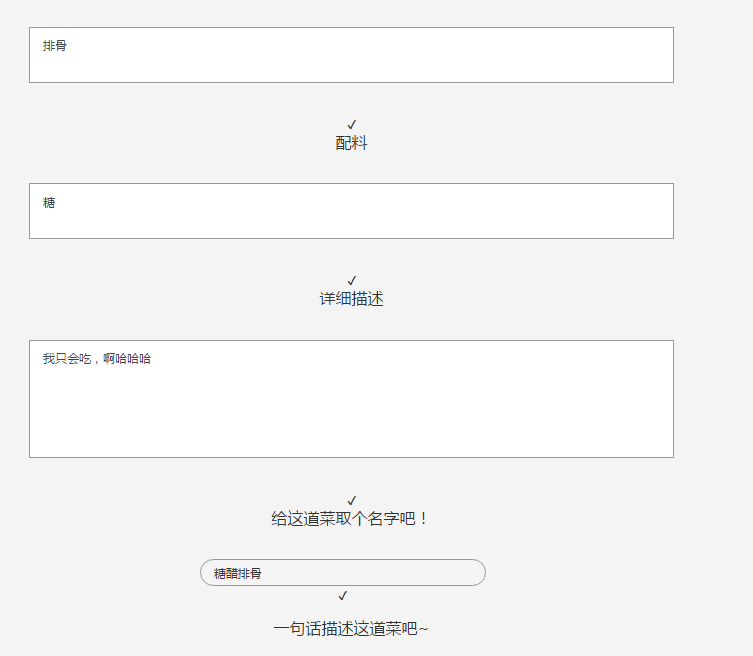 排骨
✓
配料
糖
✓
详细描述
我只会吃，啊哈哈哈
✓
给这道菜取个名字吧！
糖醋排骨
✓
一句话描述这道菜吧~